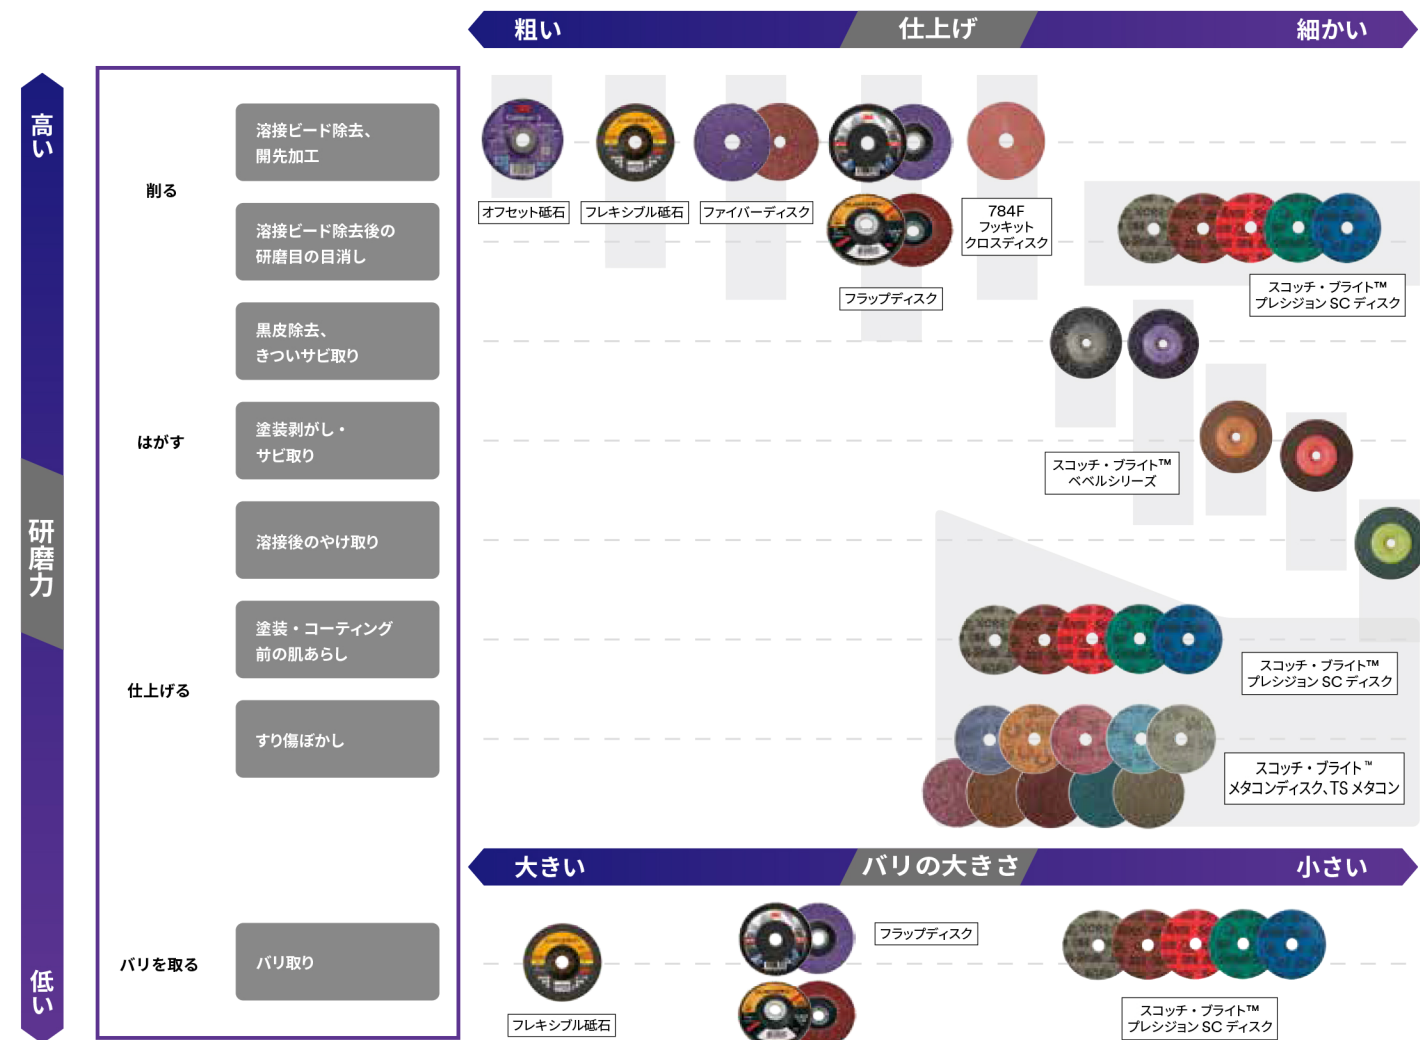 粗い
仕上げ
細かい
高い
研磨力
低い
削る
溶接ビード除去、
開先加工
溶接ビード除去後の
研磨目の目消し
はがす
黒皮除去、
きついサビ取り
塗装剥がし・
サビ取り
溶接後のやけ取り
仕上げる
塗装・コーティング
前の肌あらし
すり傷ぼかし
バリを取る
バリ取り
オフセット砥石
フレキシブル砥石
ファイバーディスク
フラップディスク
784F
フッキット
クロスディスク
スコッチ・ブライト™
プレシジョン SC ディスク
スコッチ・ブライト™
ベベルシリーズ
スコッチ・ブライト™
プレシジョン SC ディスク
スコッチ・ブライト™
メタコンディスク、TS メタコン
大きい
バリの大きさ
小さい
フレキシブル砥石
フラップディスク
スコッチ・ブライト™
プレシジョン SC ディスク